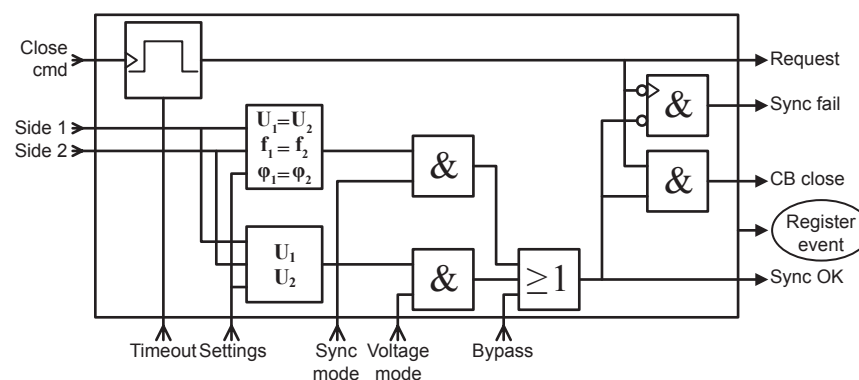 Close
cmd
Request
U₁=U₂
f₁ = f₂
φ₁=φ₂
&
Sync fail
Side 1
Side 2
&
&
CB close
Register
event
U₁
U₂
&
≥1
Sync OK
Timeout
Settings
Sync
mode
Voltage
mode
Bypass